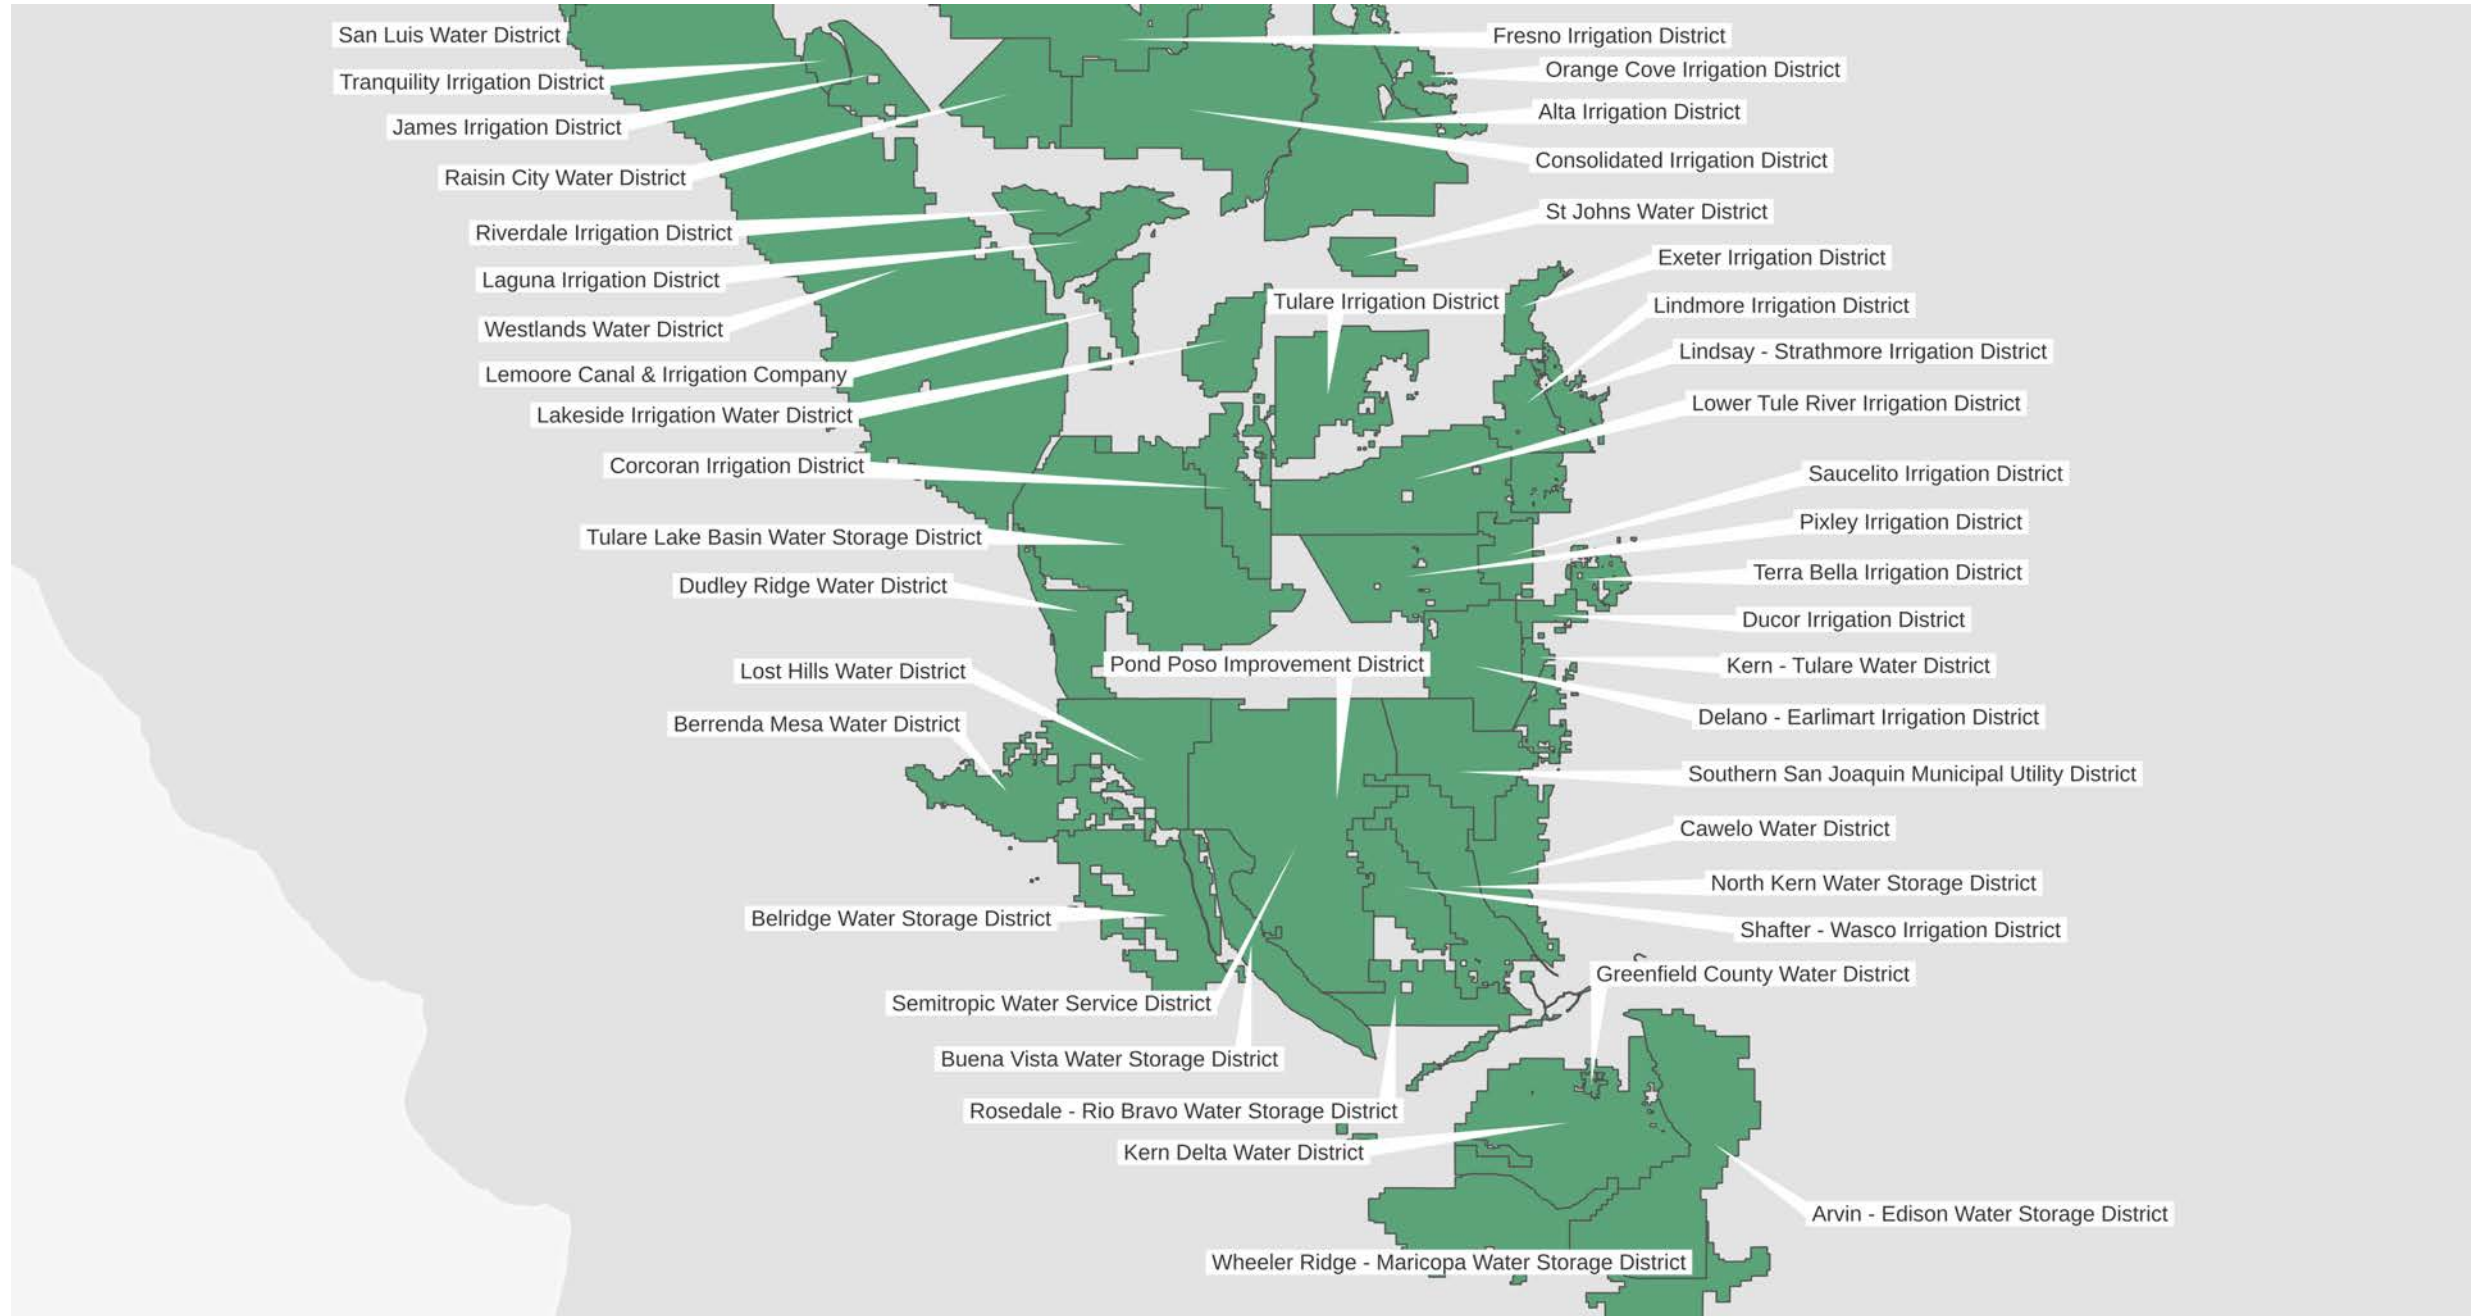 San Luis Water District
Fresno Irrigation District
Orange Cove Irrigation District
Tranquility Irrigation District
Alta Irrigation District
James Irrigation District
Consolidated Irrigation District
Raisin City Water District
St Johns Water District
Riverdale Irrigation District
Exeter Irrigation District
Laguna Irrigation District
Tulare Irrigation District
Lindmore Irrigation District
Westlands Water District
Lindsay - Strathmore Irrigation District
Lemoore Canal & Irrigation Company
Lower Tule River Irrigation District
Lakeside Irrigation Water District
Corcoran Irrigation District
Saucelito Irrigation District
Pixley Irrigation District
Tulare Lake Basin Water Storage District
Terra Bella Irrigation District
Dudley Ridge Water District
Ducor Irrigation District
Pond Poso Improvement District
Kern - Tulare Water District
Lost Hills Water District
Delano - Earlimart Irrigation District
Berrenda Mesa Water District
Southern San Joaquin Municipal Utility District
Cawelo Water District
North Kern Water Storage District
Belridge Water Storage District
Shafter - Wasco Irrigation District
Greenfield County Water District
Semitropic Water Service District
Buena Vista Water Storage District
Rosedale - Rio Bravo Water Storage District
Kern Delta Water District
Arvin - Edison Water Storage District
Wheeler Ridge - Maricopa Water Storage District